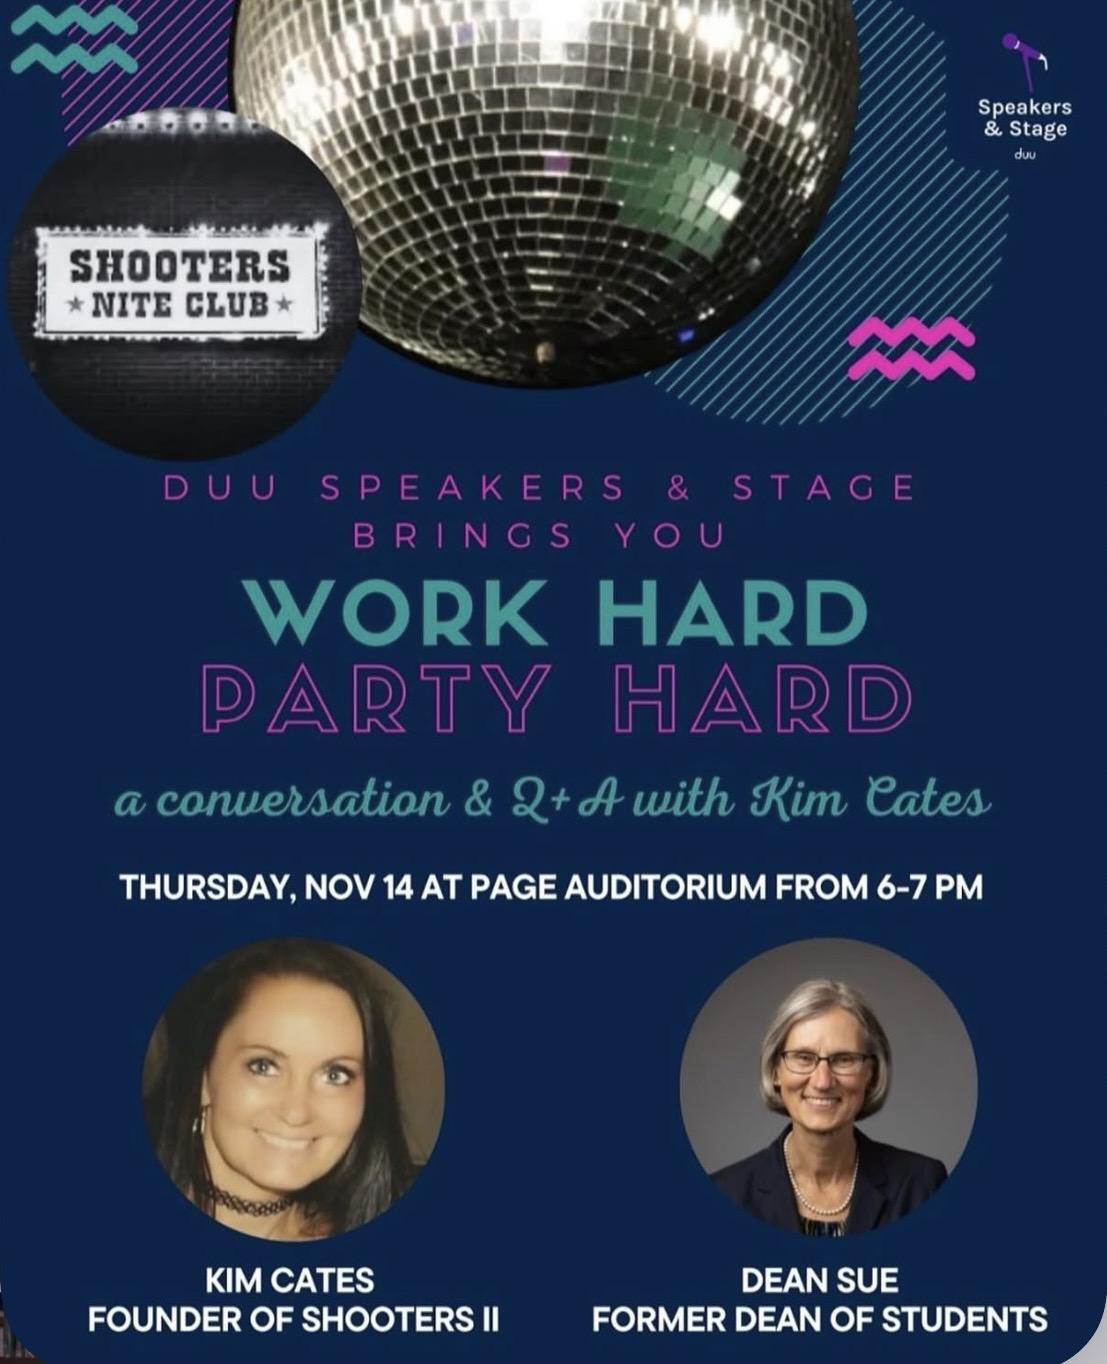 Speakers
& Stage
duu
SHOOTERS
★ NITE CLUB ★
DUU SPEAKERS & STAGE
BRINGS YOU
WORK HARD
PARTY HARD
a conversation & Q+A with Kim Cates
THURSDAY, NOV 14 AT PAGE AUDITORIUM FROM 6-7 PM
KIM CATES
FOUNDER OF SHOOTERS II
DEAN SUE
FORMER DEAN OF STUDENTS